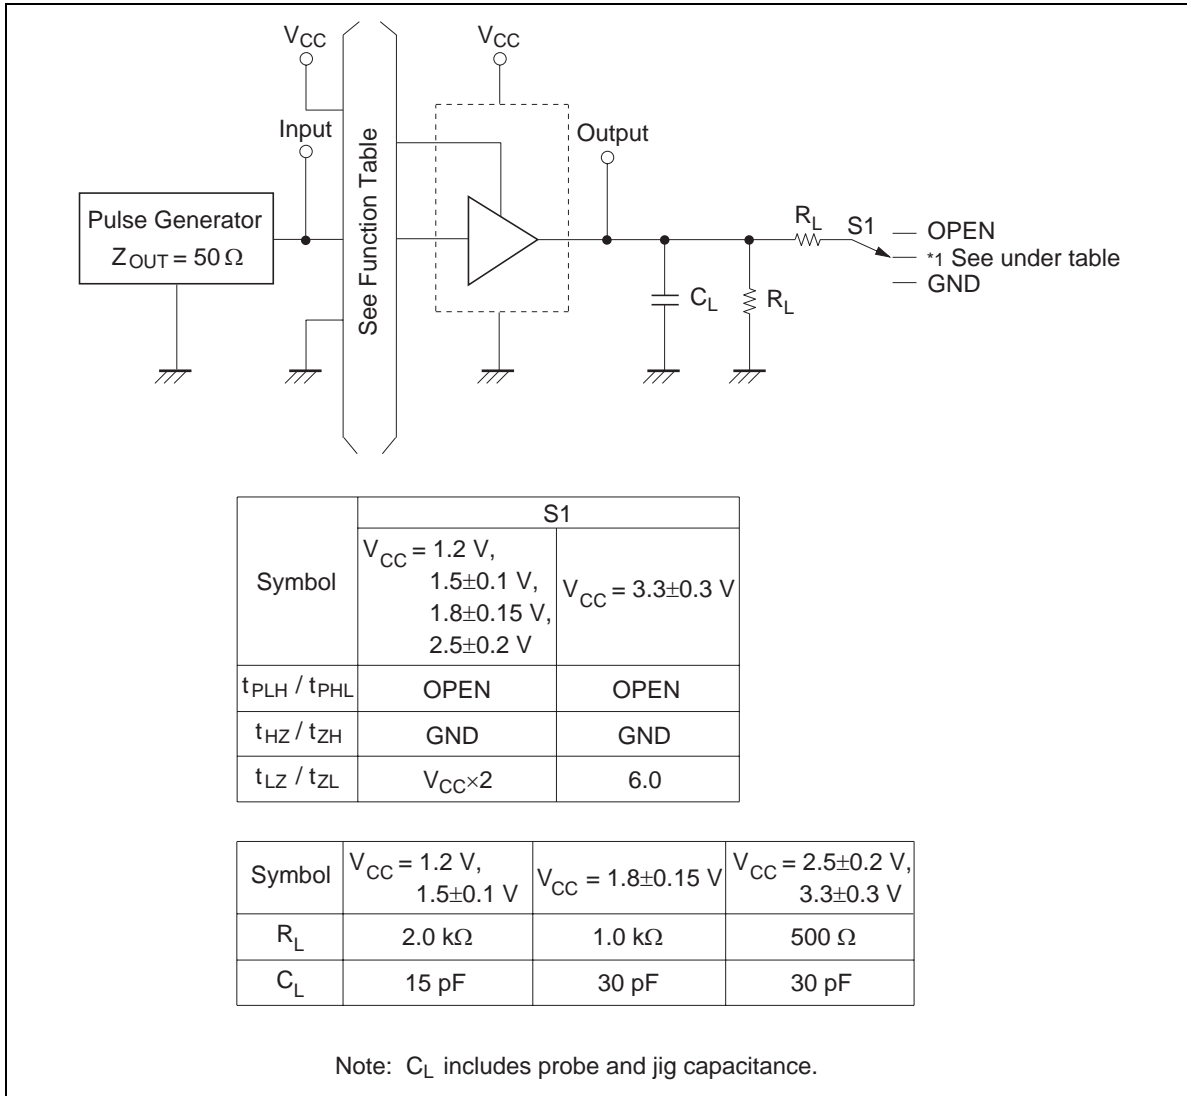 VCC
VCC
Input
Output
See Function Table
Pulse Generator
ZOUT = 50 Ω
RL
S1
OPEN
*1 See under table
GND
CL
RL
Symbol
S1
VCC = 1.2 V,
1.5±0.1 V,
1.8±0.15 V,
2.5±0.2 V
VCC = 3.3±0.3 V
tPLH / tPHL
OPEN
OPEN
tHZ / tZH
GND
GND
tLZ / tZL
VCC×2
6.0
Symbol
VCC = 1.2 V,
1.5±0.1 V
VCC = 1.8±0.15 V
VCC = 2.5±0.2 V,
3.3±0.3 V
RL
2.0 kΩ
1.0 kΩ
500 Ω
CL
15 pF
30 pF
30 pF
Note: CL includes probe and jig capacitance.